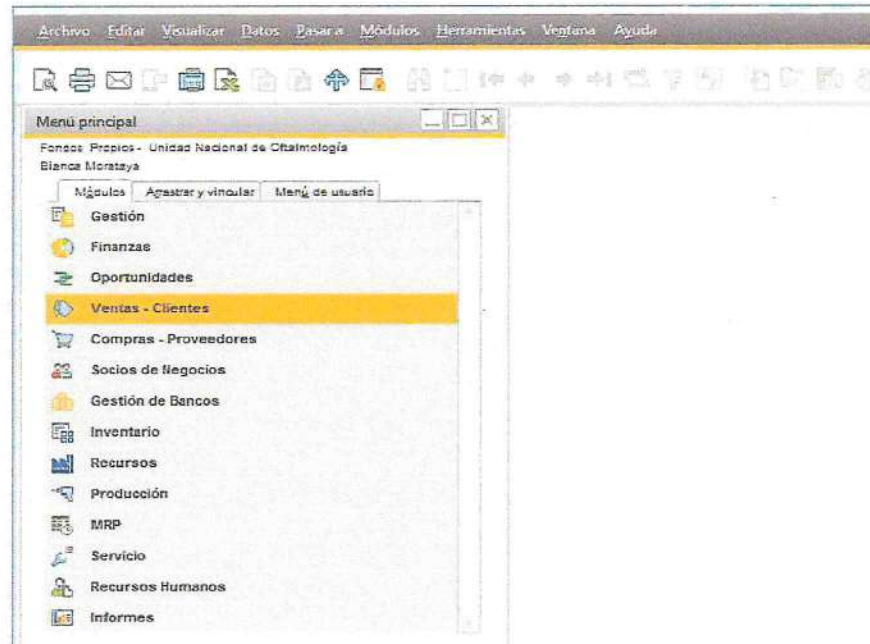 Archivo Editar Visualizar Datos Pasar a Módulos Herramientas Ventana Ayuda
Menú principal
Fondos Propios - Unidad Nacional de Oftalmología
Bianca Morataya
Módulos Arrastrar y vincular Menú de usuario
Gestión
Finanzas
Oportunidades
Ventas - Clientes
Compras - Proveedores
Socios de Negocios
Gestión de Bancos
Inventario
Recursos
Producción
MRP
Servicio
Recursos Humanos
Informes